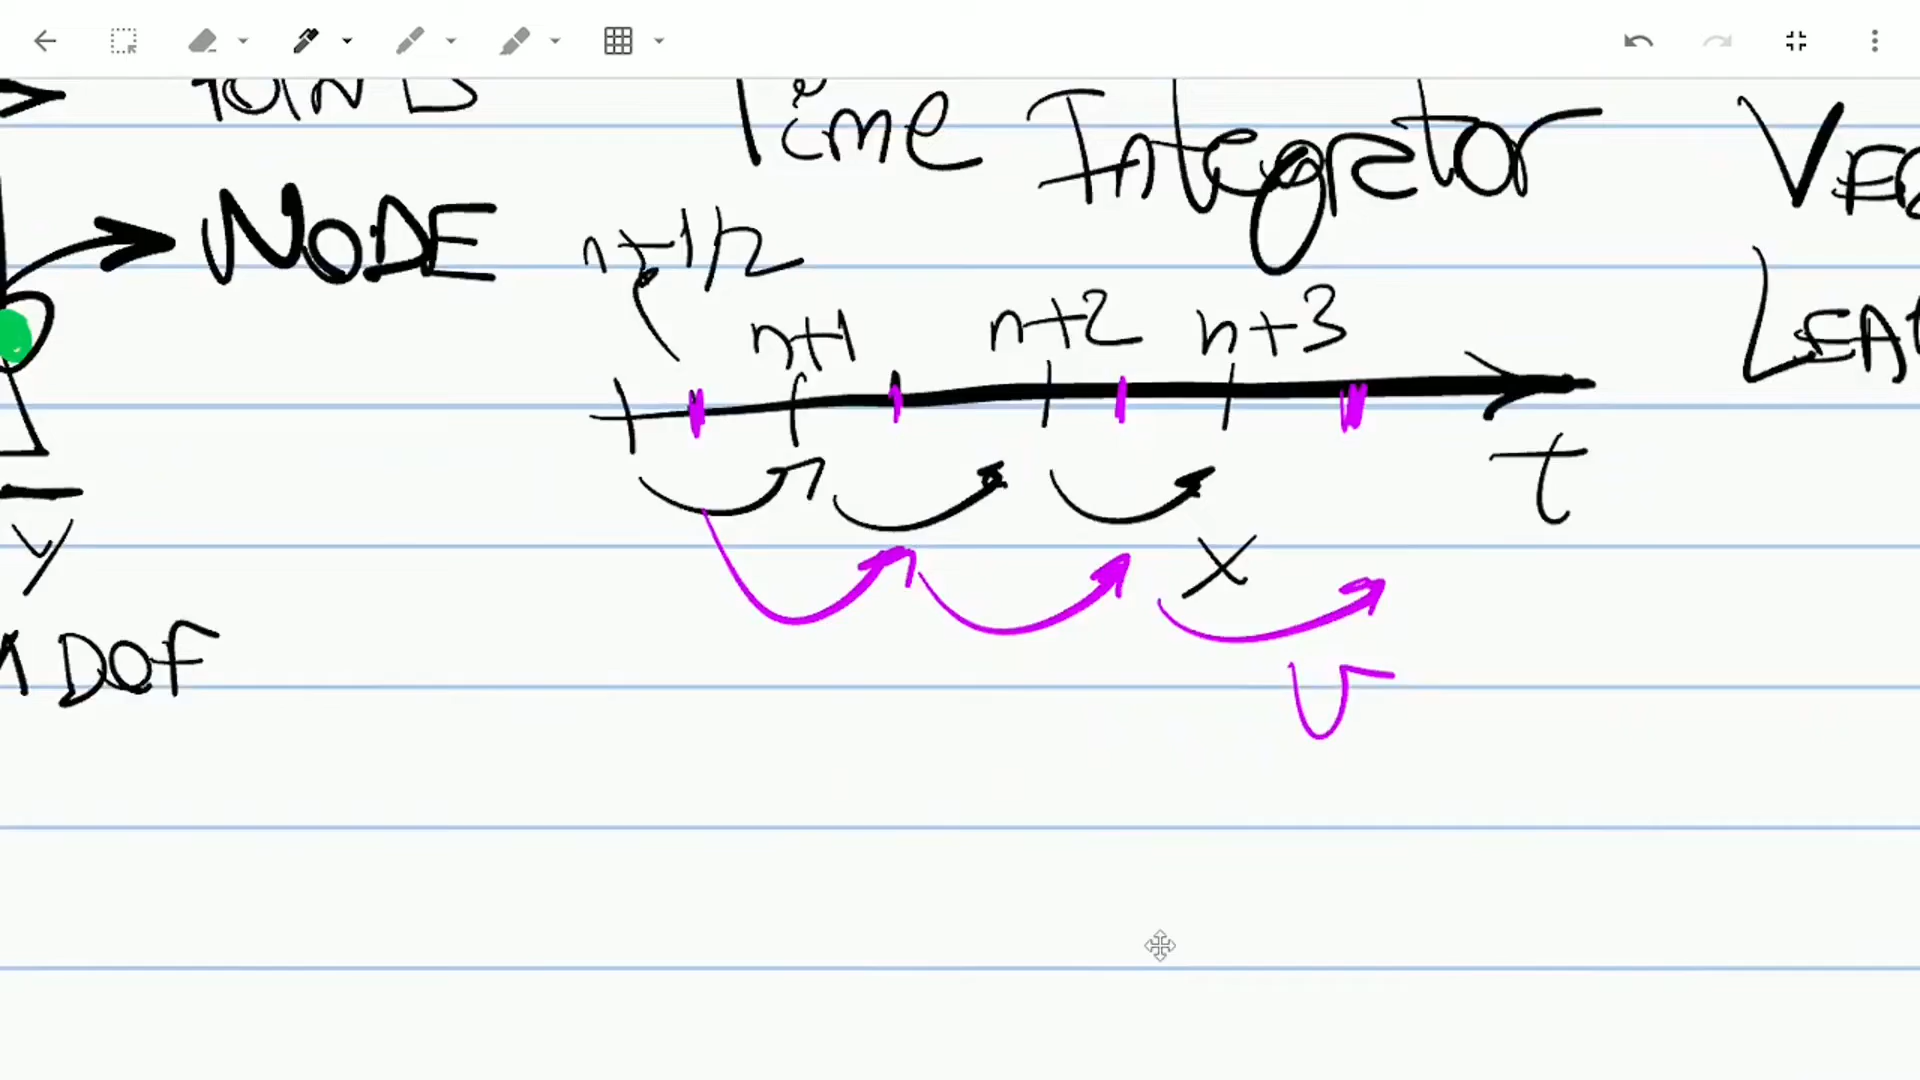 Time Integrator
NODE
n+1/2
n+1 n+2 n+3
t
x
y
v
DOF